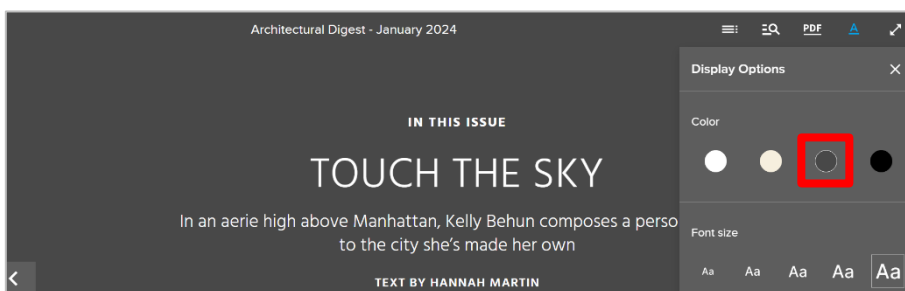 Architectural Digest - January 2024
PDF A
Display Options
IN THIS ISSUE
Color
TOUCH THE SKY
In an aerie high above Manhattan, Kelly Behun composes a perso
to the city she's made her own
Font size
TEXT BY HANNAH MARTIN
Aa Aa Aa Aa Aa